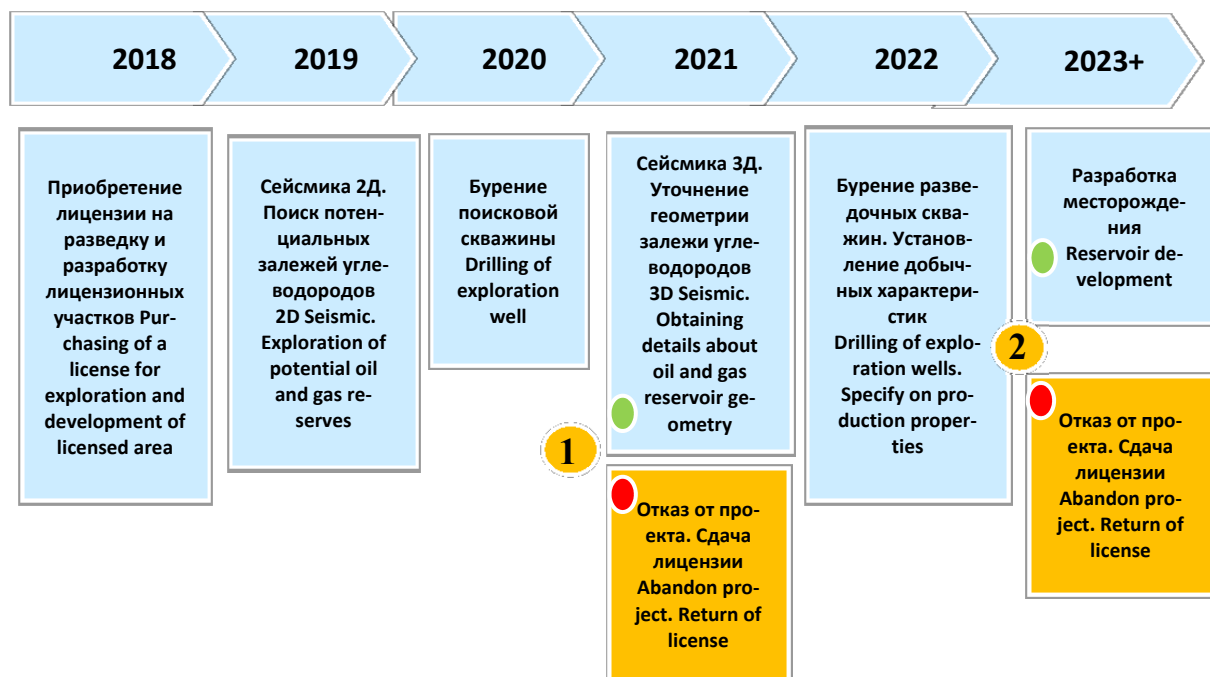 2018
2019
2020
2021
2022
2023+
Приобретение
лицензии на
разведку и
разработку
лицензионных
участков Pur-
chasing of a
license for
exploration and
development of
licensed area
Сейсмика 2Д.
Поиск потен-
циальных
залежей угле-
водородов
2D Seismic.
Exploration of
potential oil
and gas re-
serves
Бурение
поисковой
скважины
Drilling of
exploration
well
Сейсмика 3Д.
Уточнение
геометрии
залежи угле-
водородов
3D Seismic.
Obtaining
details about
oil and gas
reservoir ge-
ometry
1
Отказ от про-
екта. Сдача
лицензии
Abandon pro-
ject. Return of
license
Бурение разве-
дочных сква-
жин. Установ-
ление добыч-
ных характери-
стик
Drilling of explo-
ration wells.
Specify on pro-
duction proper-
ties
2
Разработка
месторожде-
ния
Reservoir de-
velopment
Отказ от про-
екта. Сдача
лицензии
Abandon pro-
ject. Return of
license